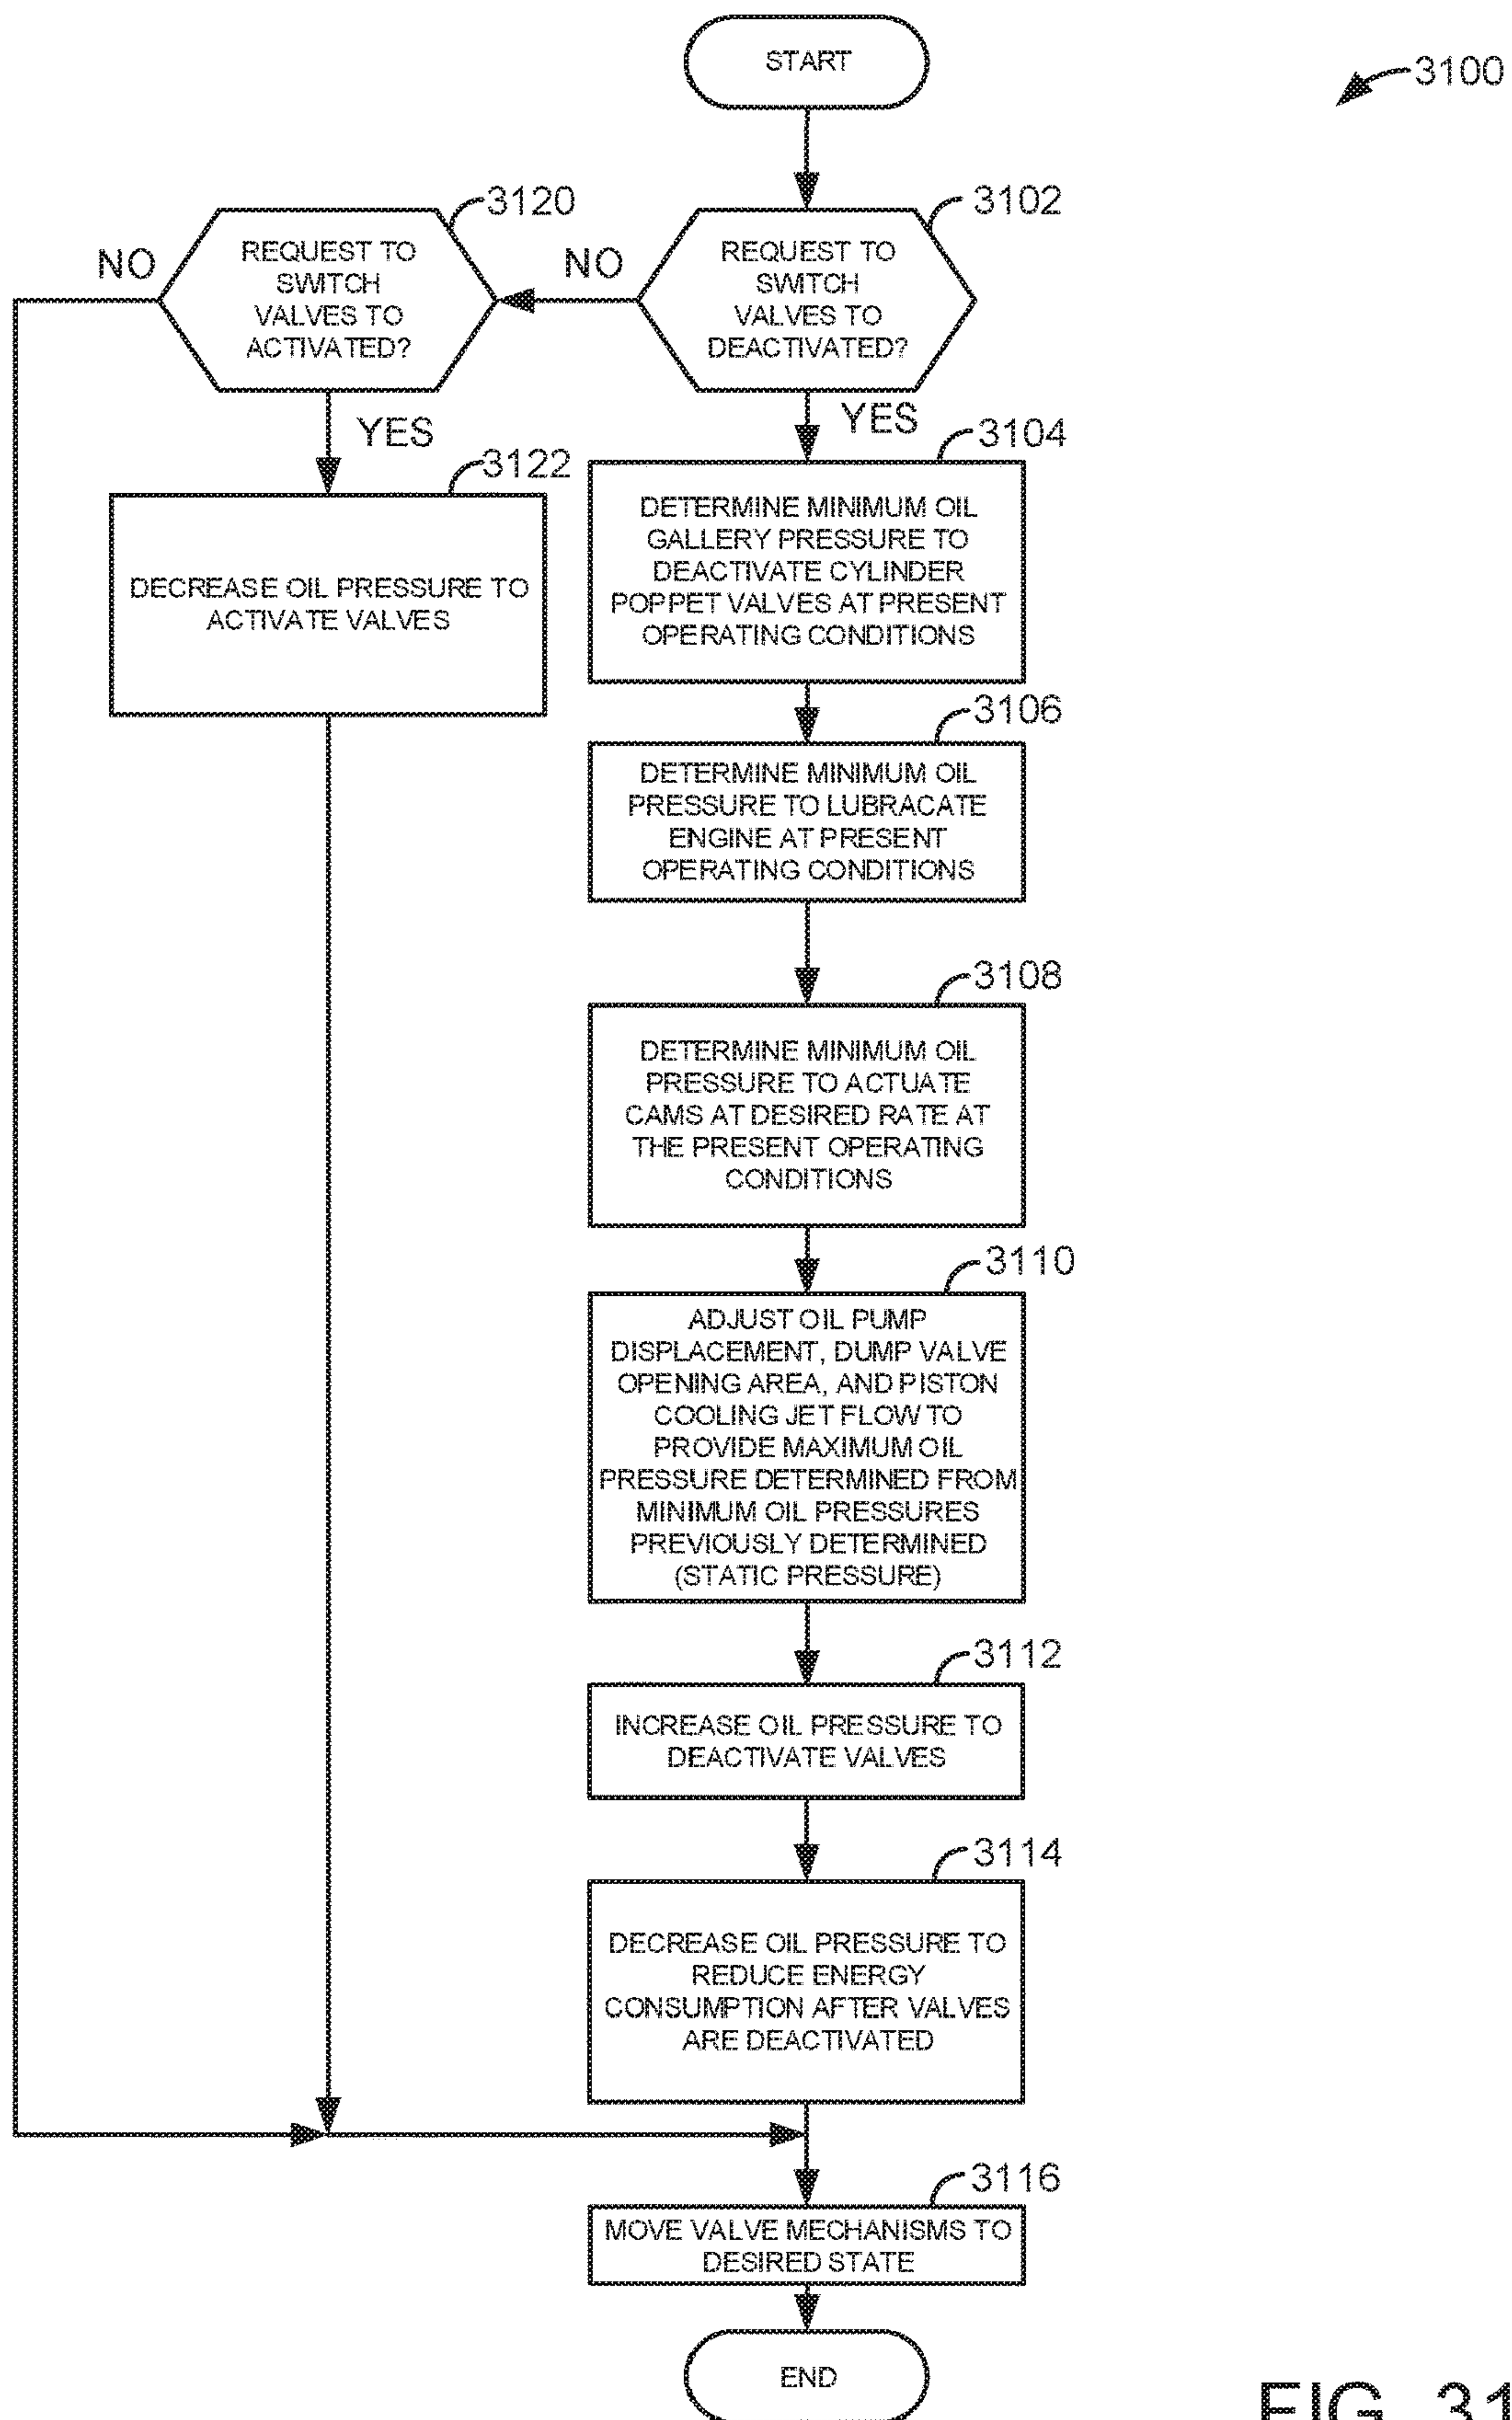 START
3100
3120
3102
REQUEST TO
SWITCH
VALVES TO
ACTIVATED?
NO
NO
REQUEST TO
SWITCH
VALVES TO
DEACTIVATED?
YES
YES
3122
DECREASE OIL PRESSURE TO
ACTIVATE VALVES
3104
DETERMINE MINIMUM OIL
GALLERY PRESSURE TO
DEACTIVATE CYLINDER
POPPET VALVES AT PRESENT
OPERATING CONDITIONS
3106
DETERMINE MINIMUM OIL
PRESSURE TO LUBRACATE
ENGINE AT PRESENT
OPERATING CONDITIONS
3108
DETERMINE MINIMUM OIL
PRESSURE TO ACTUATE
CAMS AT DESIRED RATE AT
THE PRESENT OPERATING
CONDITIONS
3110
ADJUST OIL PUMP
DISPLACEMENT, DUMP VALVE
OPENING AREA, AND PISTON
COOLING JET FLOW TO
PROVIDE MAXIMUM OIL
PRESSURE DETERMINED FROM
MINIMUM OIL PRESSURES
PREVIOUSLY DETERMINED
(STATIC PRESSURE)
3112
INCREASE OIL PRESSURE TO
DEACTIVATE VALVES
3114
DECREASE OIL PRESSURE TO
REDUCE ENERGY
CONSUMPTION AFTER VALVES
ARE DEACTIVATED
3116
MOVE VALVE MECHANISMS TO
DESIRED STATE
END
FIG. 31